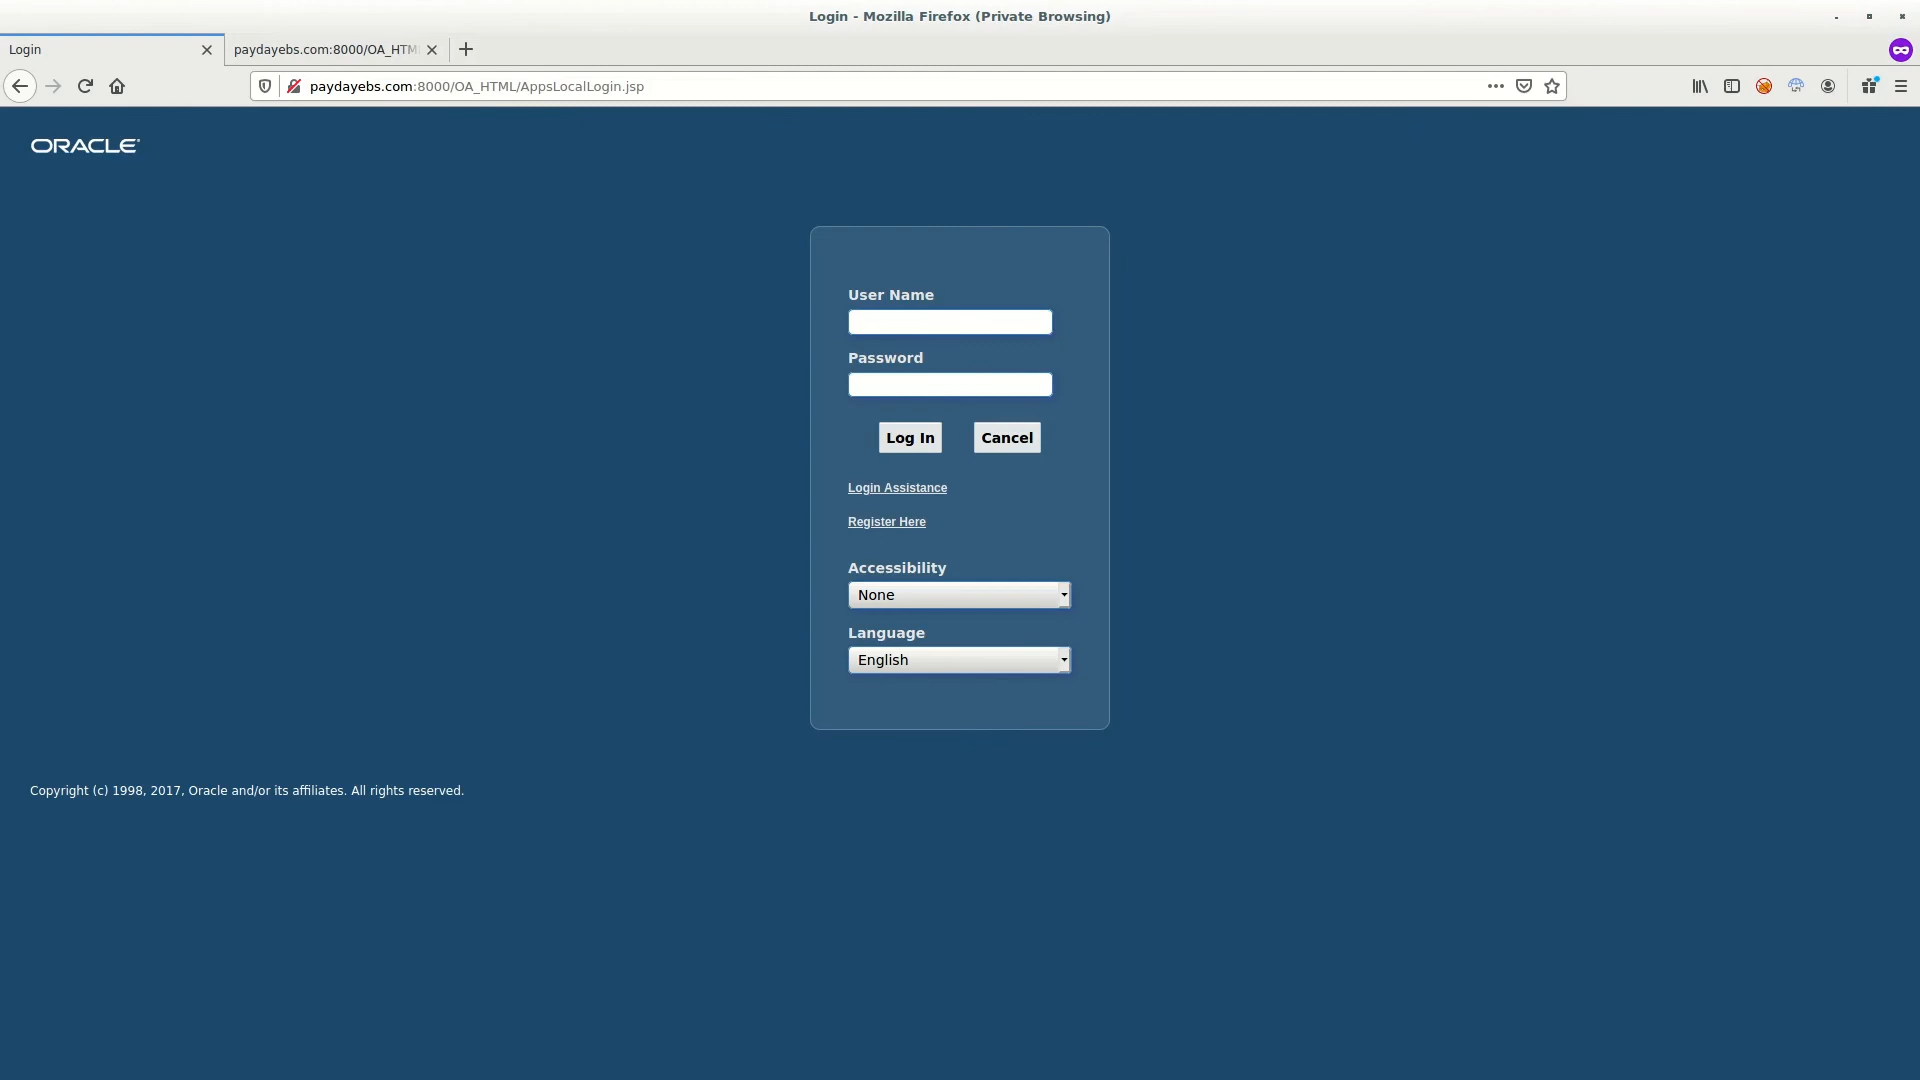 Login - Mozilla Firefox (Private Browsing)
Login
paydayebs.com:8000/OA_HTM
paydayebs.com:8000/OA_HTML/AppsLocalLogin.jsp
ORACLE
User Name
Password
Log In Cancel
Login Assistance
Register Here
Accessibility
None
Language
English
Copyright (c) 1998, 2017, Oracle and/or its affiliates. All rights reserved.